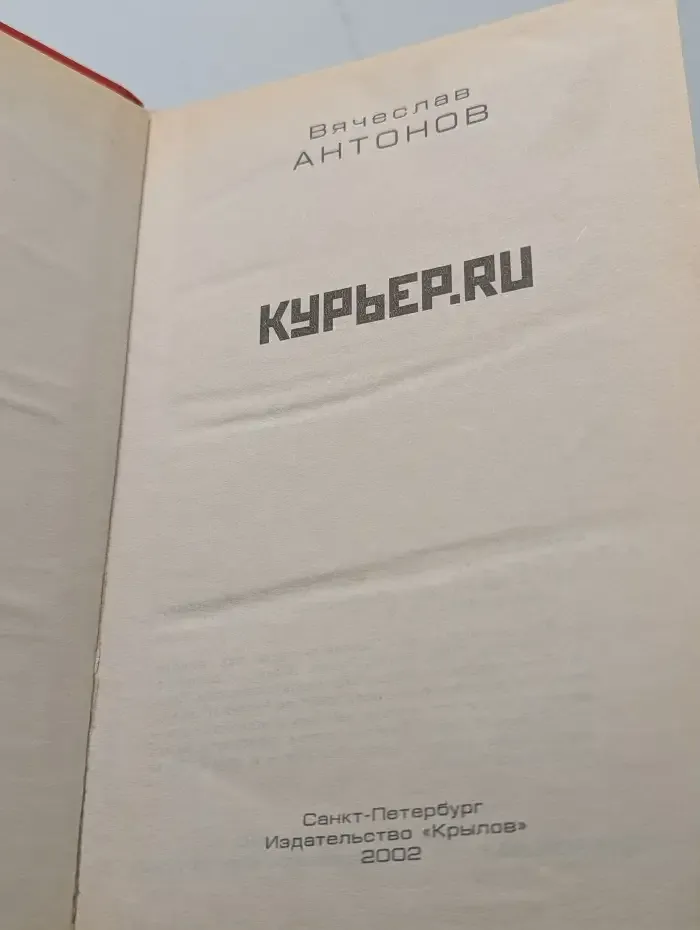 Вячеслав
АНТОНОВ
КУРЬЕР.RU
Санкт-Петербург
Издательство «Крылов»
2002